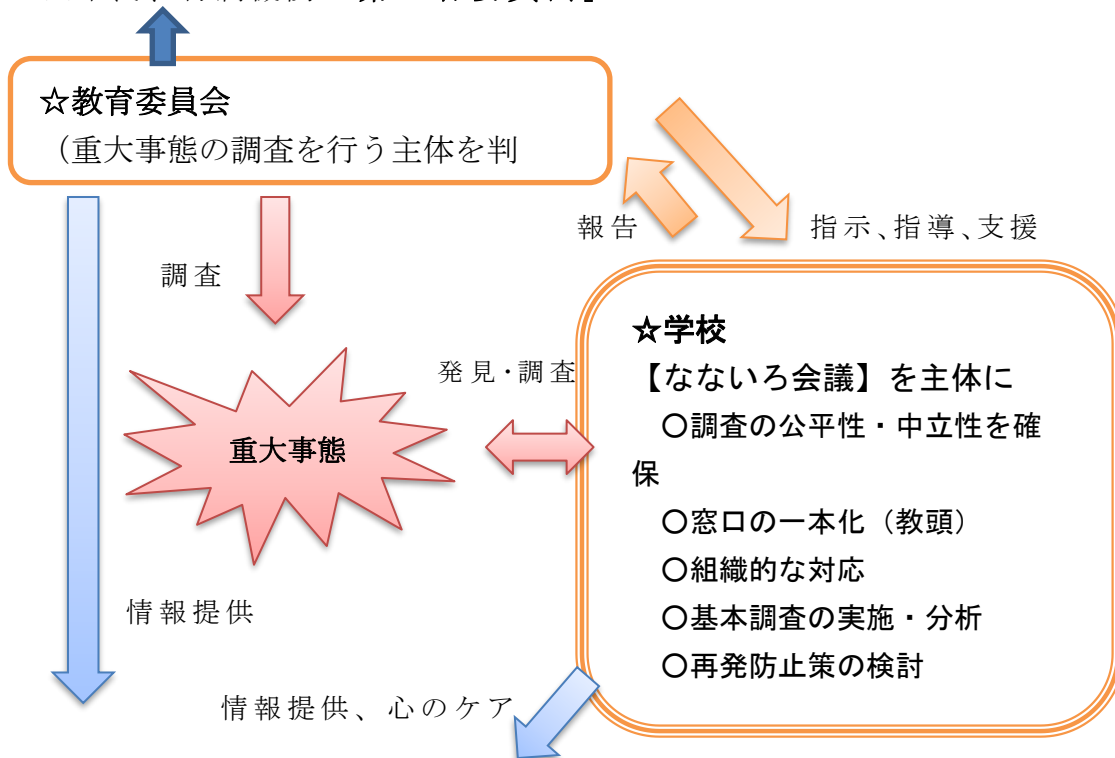 ☆教育委員会
（重大事態の調査を行う主体を判
報告
指示、指導、支援
調査
☆学校
【なないろ会議】を主体に
〇調査の公平性・中立性を確
保
〇窓口の一本化（教頭）
〇組織的な対応
〇基本調査の実施・分析
〇再発防止策の検討
発見・調査
重大事態
情報提供
情報提供、心のケア